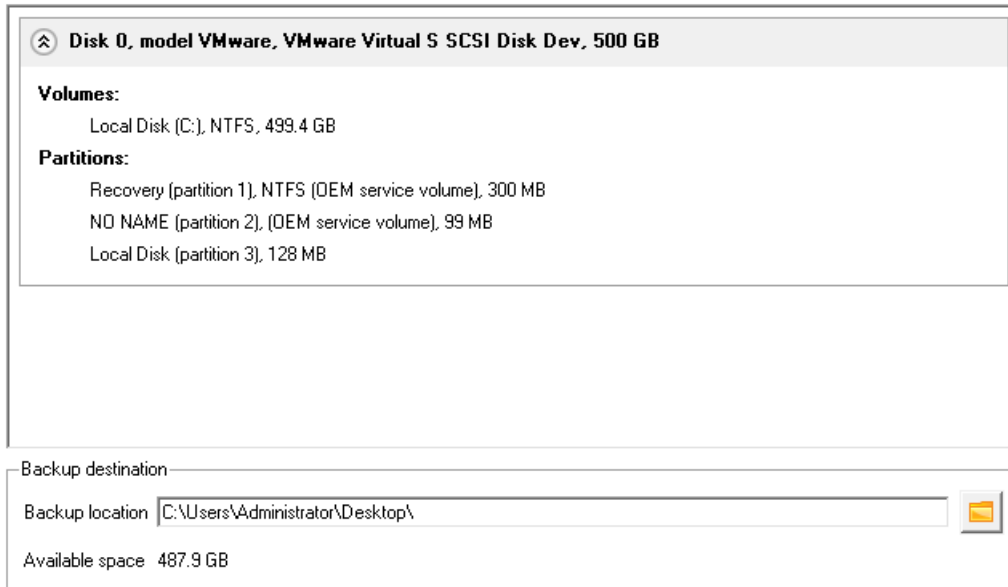 Disk 0, model VMware, VMware Virtual S SCSI Disk Dev, 500 GB
Volumes:
Local Disk (C:), NTFS, 499.4 GB
Partitions:
Recovery (partition 1), NTFS (OEM service volume), 300 MB
NO NAME (partition 2), (OEM service volume), 99 MB
Local Disk (partition 3), 128 MB
Backup destination
Backup location C:\Users\Administrator\Desktop\
Available space 487.9 GB